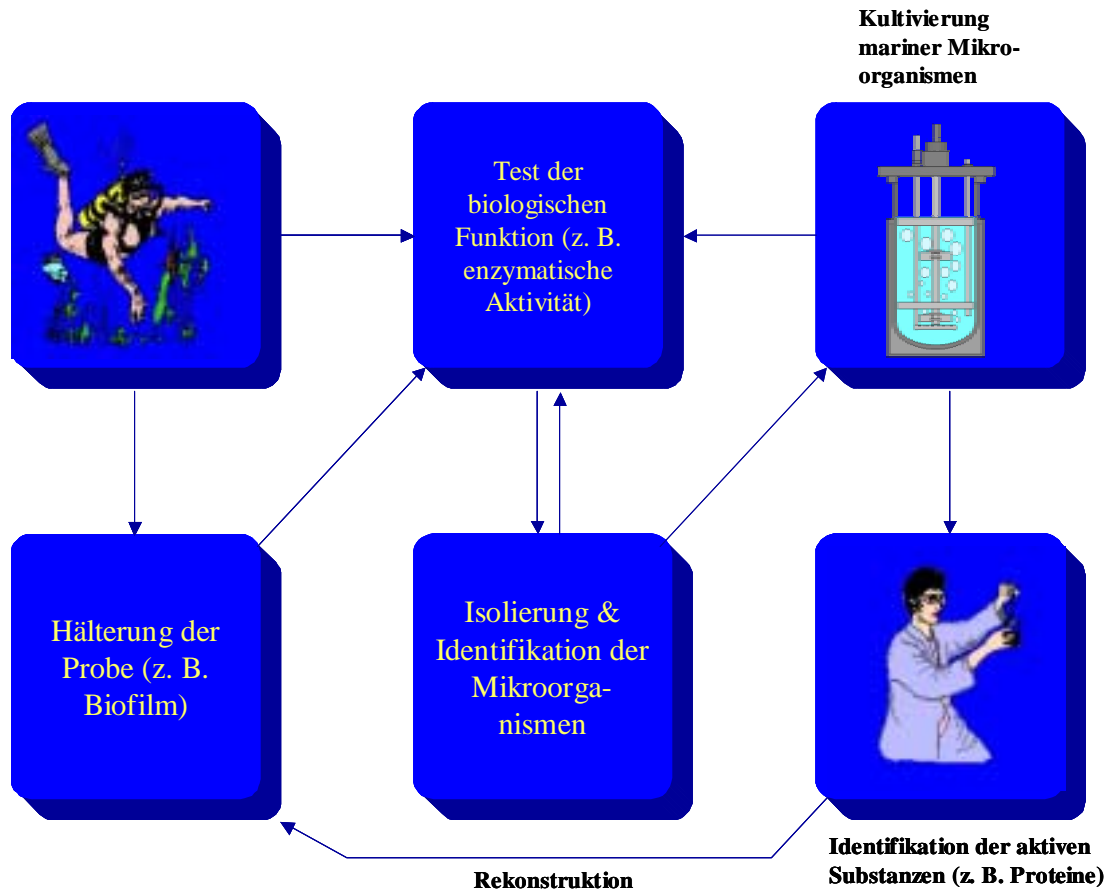 Kultivierung
mariner Mikro-
organismen
Test der
biologischen
Funktion (z. B.
enzymatische
Aktivität)
Hälterung der
Probe (z. B.
Biofilm)
Isolierung &
Identifikation der
Mikroorga-
nismen
Identifikation der aktiven
Substanzen (z. B. Proteine)
Rekonstruktion